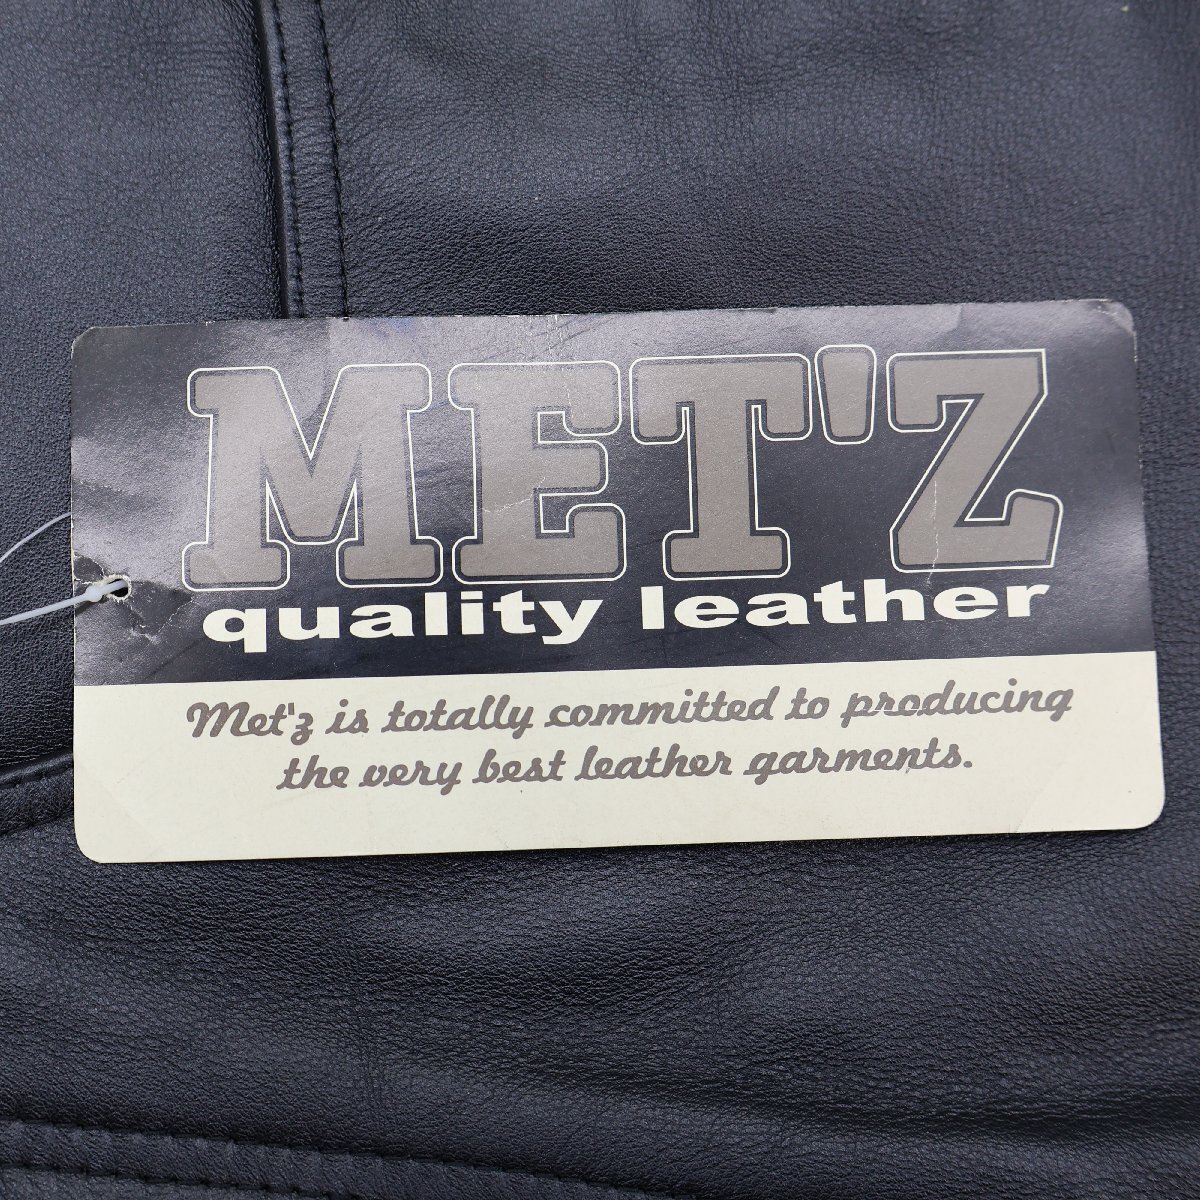 MET'Z
quality leather
Met'z is totally committed to producing
the very best leather garments.